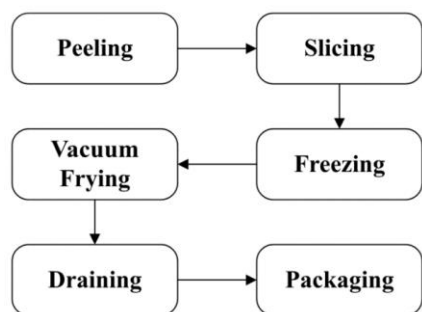 Peeling
Slicing
Freezing
Vacuum
Frying
Draining
Packaging